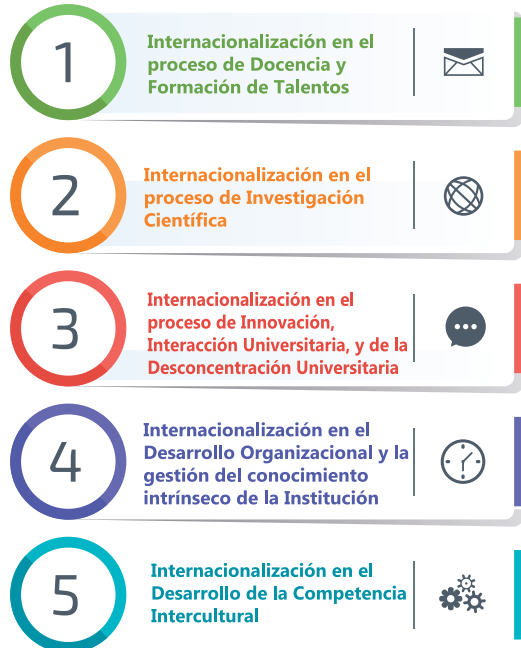 1
Internacionalización en el
proceso de Docencia y
Formación de Talentos
2
Internacionalización en el
proceso de Investigación
Científica
3
Internacionalización en el
proceso de Innovación,
Interacción Universitaria, y de la
Desconcentración Universitaria
4
Internacionalización en el
Desarrollo Organizacional y la
gestión del conocimiento
intrínseco de la Institución
5
Internacionalización en el
Desarrollo de la Competencia
Intercultural